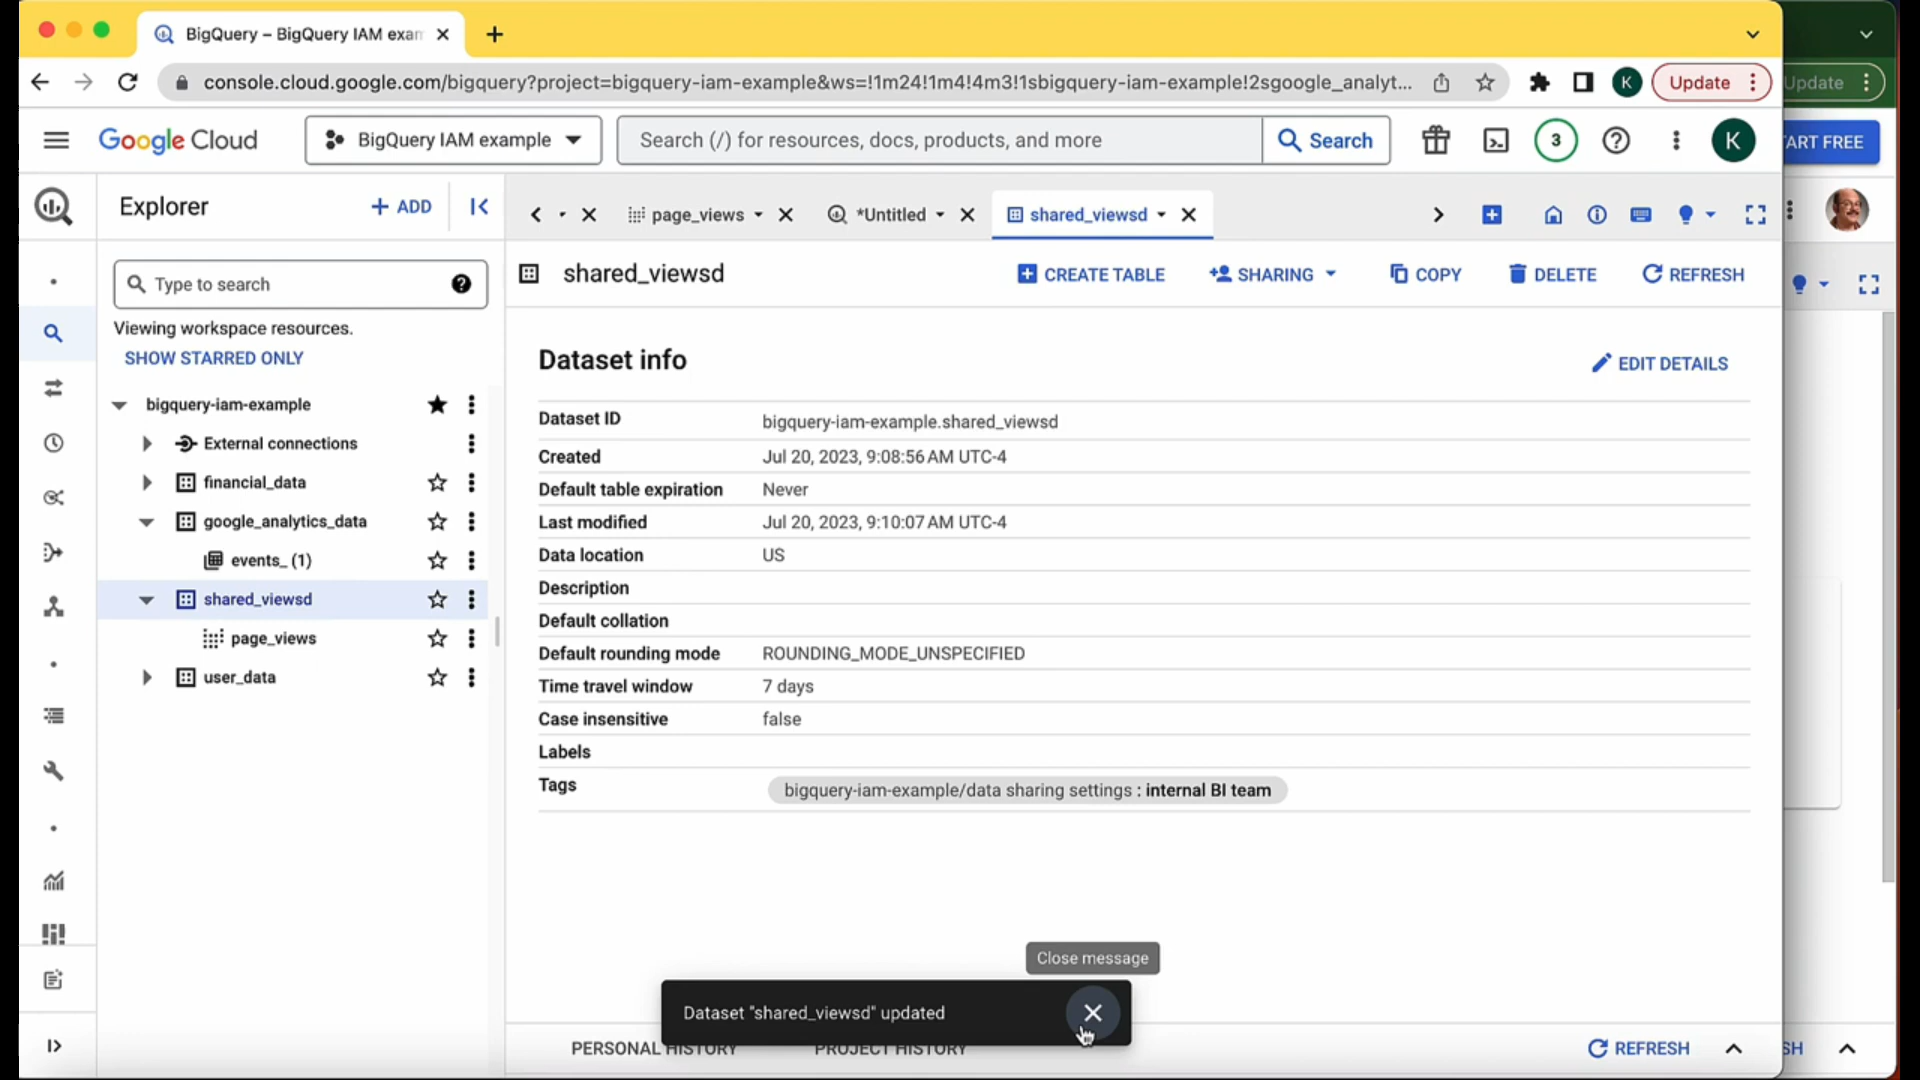 BigQuery – BigQuery IAM exam
Update
Update
console.cloud.google.com/bigquery?project=bigquery-iam-example&ws=!1m24!1m4!4m3!1sbigquery-iam-example!2sgoogle_analyt...
K
Google Cloud
BigQuery IAM example
Search (/) for resources, docs, products, and more
Search
3
K
ART FREE
Explorer
+ ADD
page_views
*Untitled
shared_viewsd
Type to search
Viewing workspace resources.
SHOW STARRED ONLY
bigquery-iam-example
External connections
financial_data
google_analytics_data
events_ (1)
shared_viewsd
page_views
user_data
shared_viewsd
CREATE TABLE
SHARING
COPY
DELETE
REFRESH
Dataset info
EDIT DETAILS
Dataset ID bigquery-iam-example.shared_viewsd
Created Jul 20, 2023, 9:08:56 AM UTC-4
Default table expiration Never
Last modified Jul 20, 2023, 9:10:07 AM UTC-4
Data location US
Description
Default collation
Default rounding mode ROUNDING_MODE_UNSPECIFIED
Time travel window 7 days
Case insensitive false
Labels
Tags bigquery-iam-example/data sharing settings : internal BI team
Close message
Dataset "shared_viewsd" updated
PERSONAL HISTORY
PROJECT HISTORY
REFRESH
SH